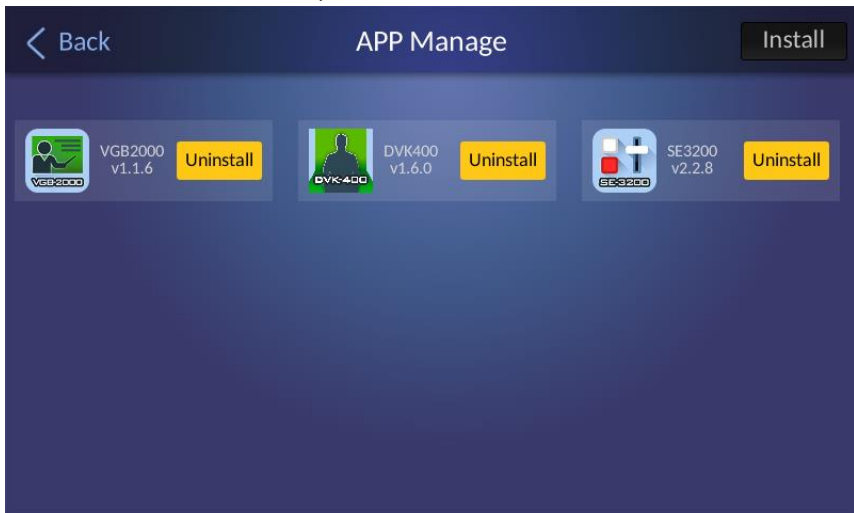 Back
APP Manage
Install
VGB-2000
VGB2000
v1.1.6
Uninstall
DVK-400
DVK400
v1.6.0
Uninstall
SE-3200
SE3200
v2.2.8
Uninstall